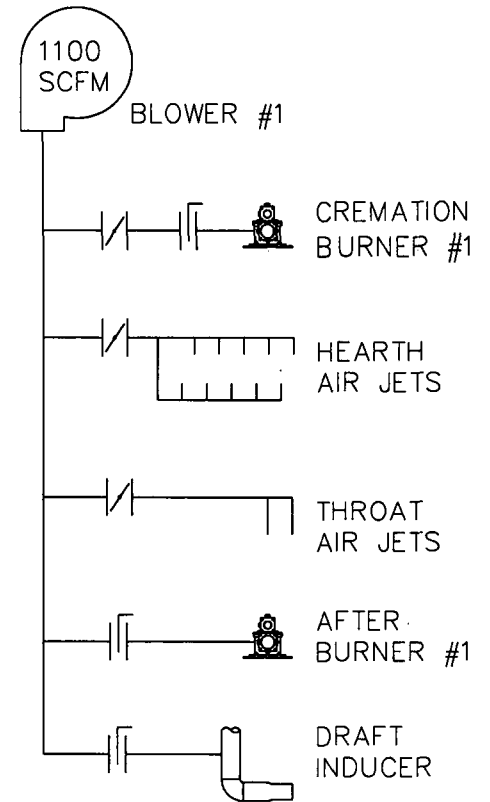 1100
SCFM
BLOWER #1
CREMATION
BURNER #1
HEARTH
AIR JETS
THROAT
AIR JETS
AFTER
BURNER #1
DRAFT
INDUCER